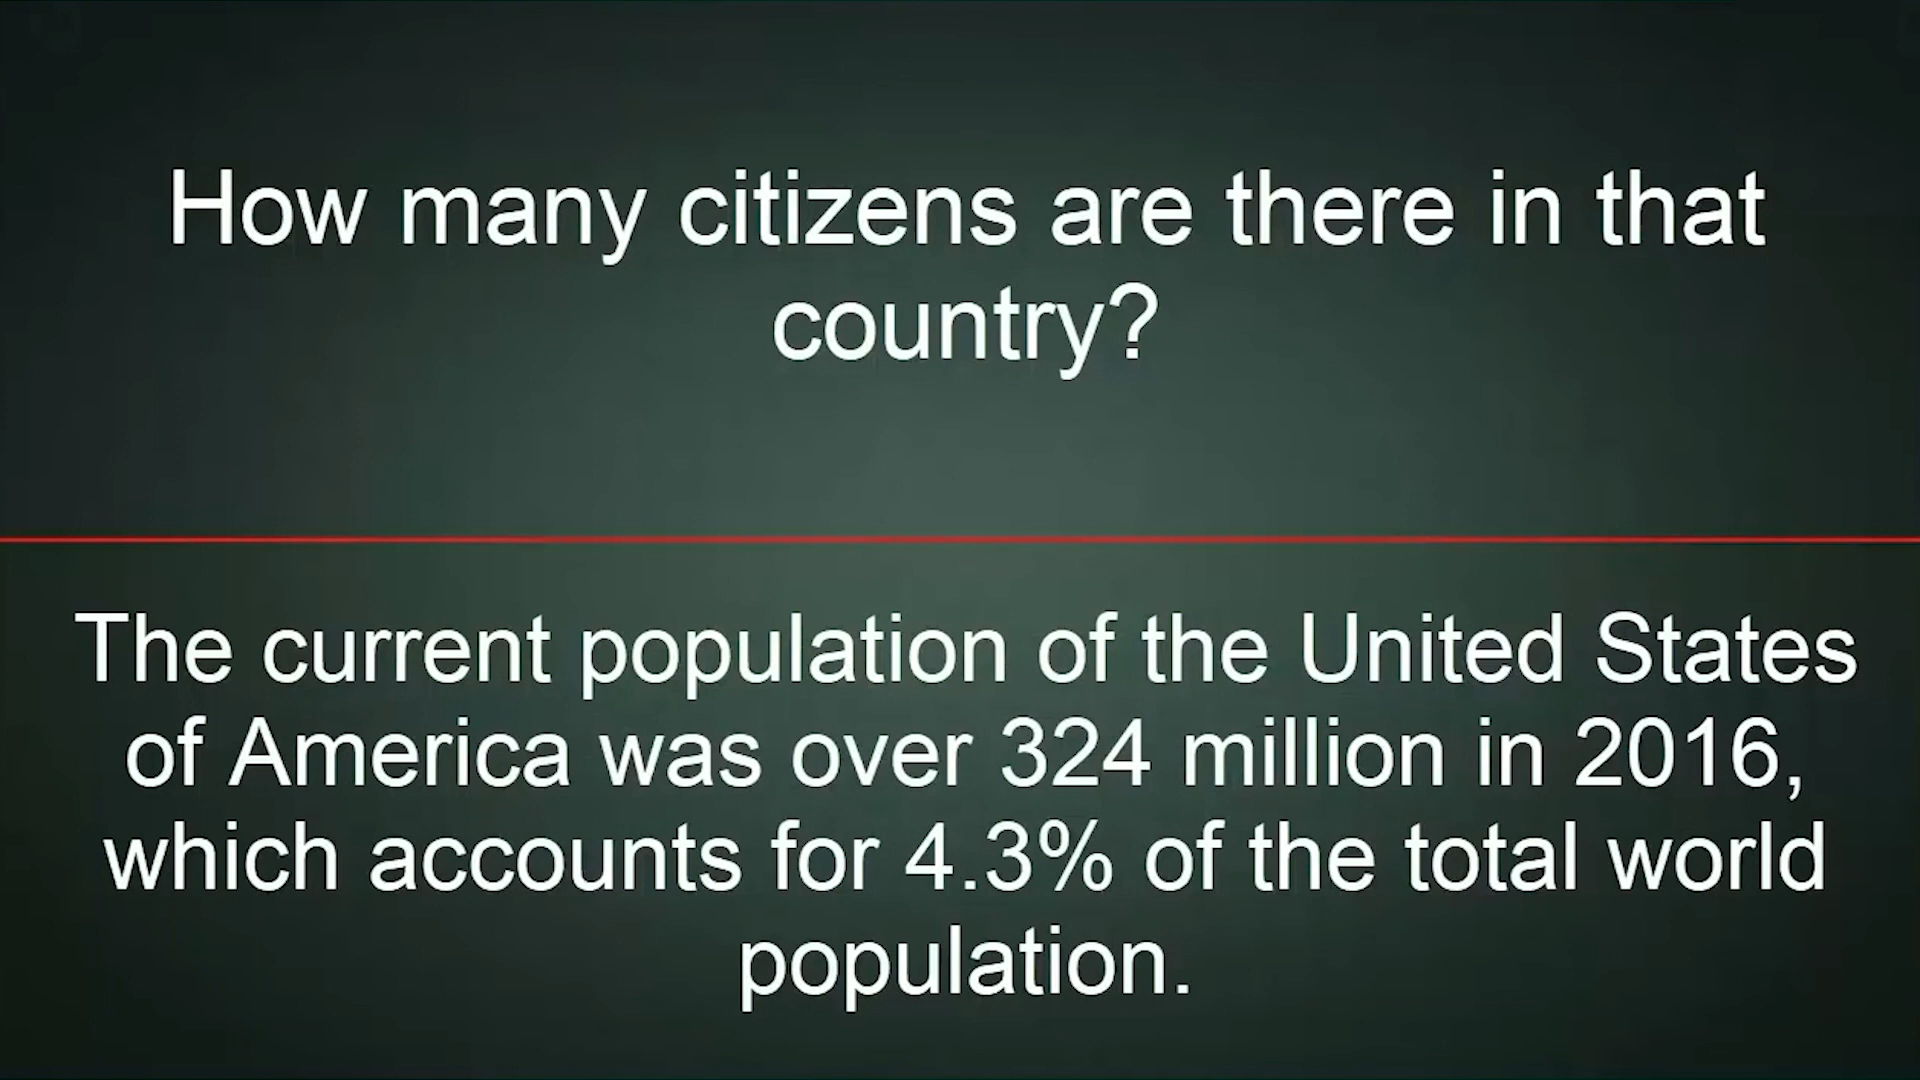 How many citizens are there in that
country?
The current population of the United States
of America was over 324 million in 2016,
which accounts for 4.3% of the total world
population.